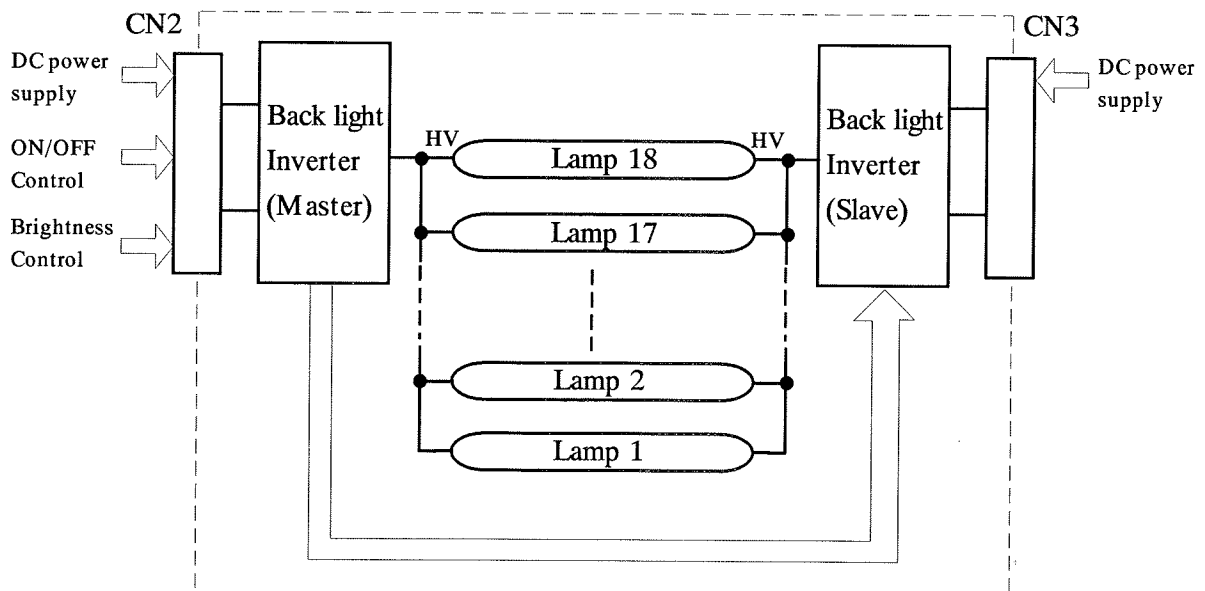 CN2
CN3
DC power
supply
ON/OFF
Control
Brightness
Control
Back light
Inverter
(Master)
HV
HV
Lamp 18
Lamp 17
Lamp 2
Lamp 1
Back light
Inverter
(Slave)
DC power
supply